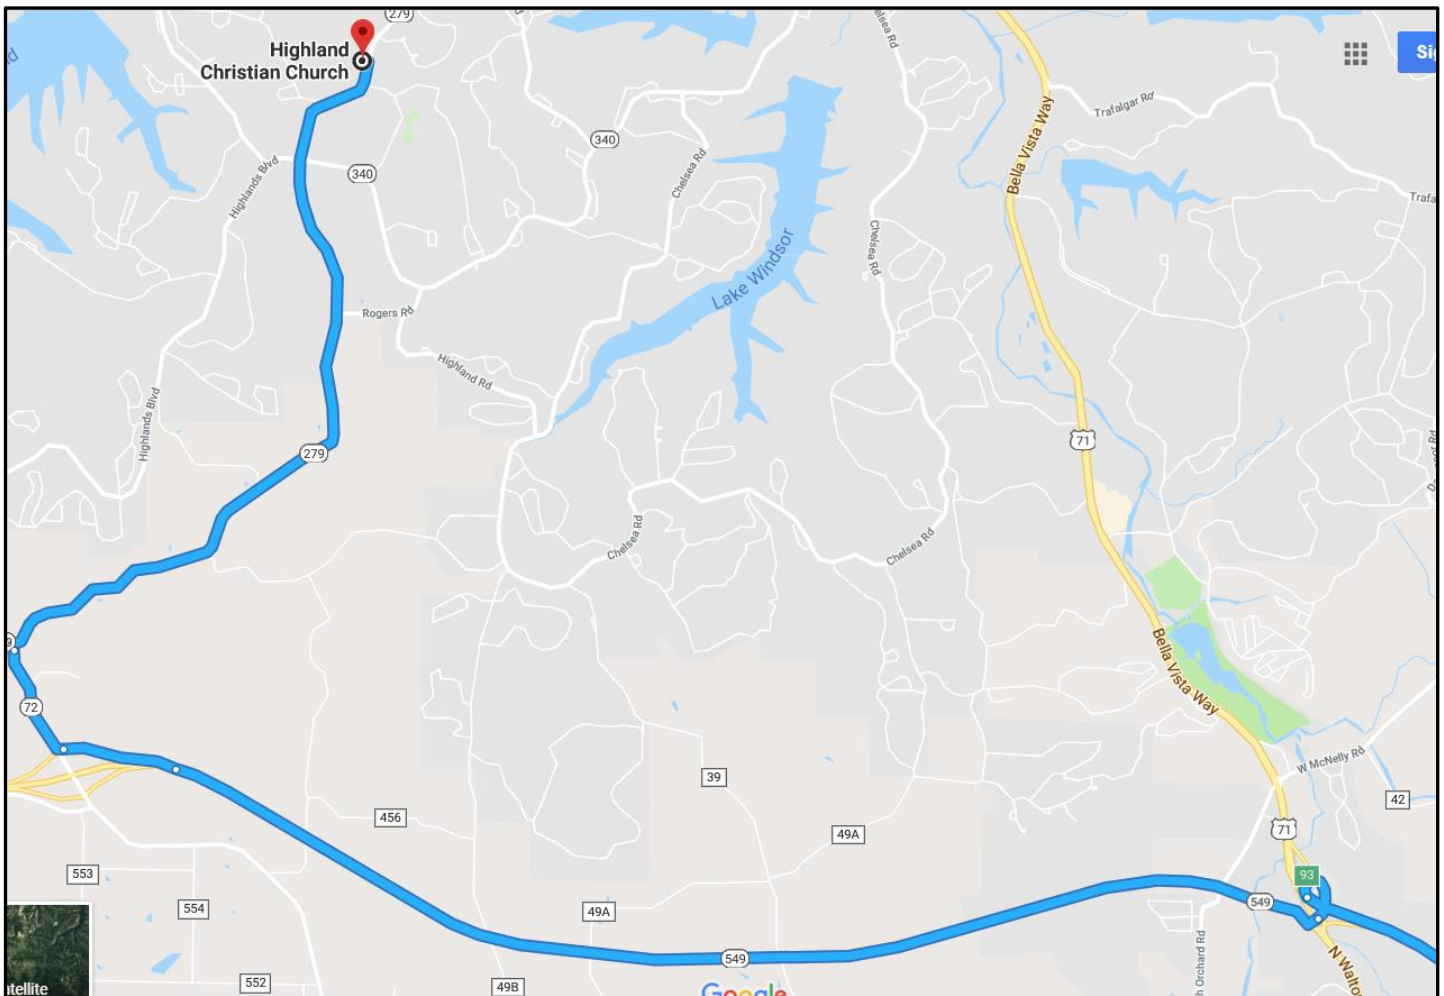 279
Highland
Christian Church
Trafalgar Rd
Bella Vista Way
340
340
Chelsea Rd
Highlands Blvd
Chelsea Rd
Lake Windsor
Rogers Rd
Highland Rd
Highlands Blvd
71
279
Chelsea Rd
Chelsea Rd
Bella Vista Way
72
W McNelly Rd
39
42
456
49A
71
553
93
554
49A
549
549
552
49B
Google